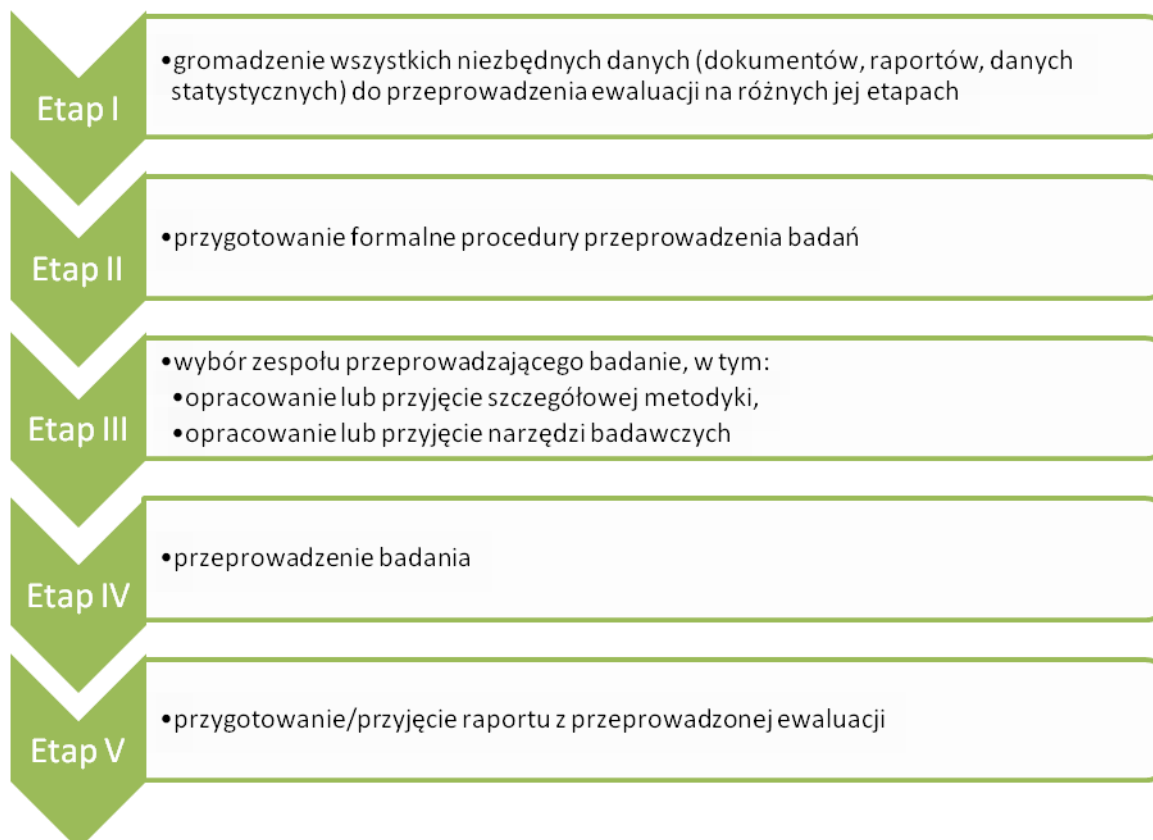 Etap I
•gromadzenie wszystkich niezbędnych danych (dokumentów, raportów, danych
statystycznych) do przeprowadzenia ewaluacji na różnych jej etapach
Etap II
•przygotowanie formalne procedury przeprowadzenia badań
Etap III
•wybór zespołu przeprowadzającego badanie, w tym:
•opracowanie lub przyjęcie szczegółowej metodyki,
•opracowanie lub przyjęcie narzędzi badawczych
Etap IV
•przeprowadzenie badania
Etap V
•przygotowanie/przyjęcie raportu z przeprowadzonej ewaluacji